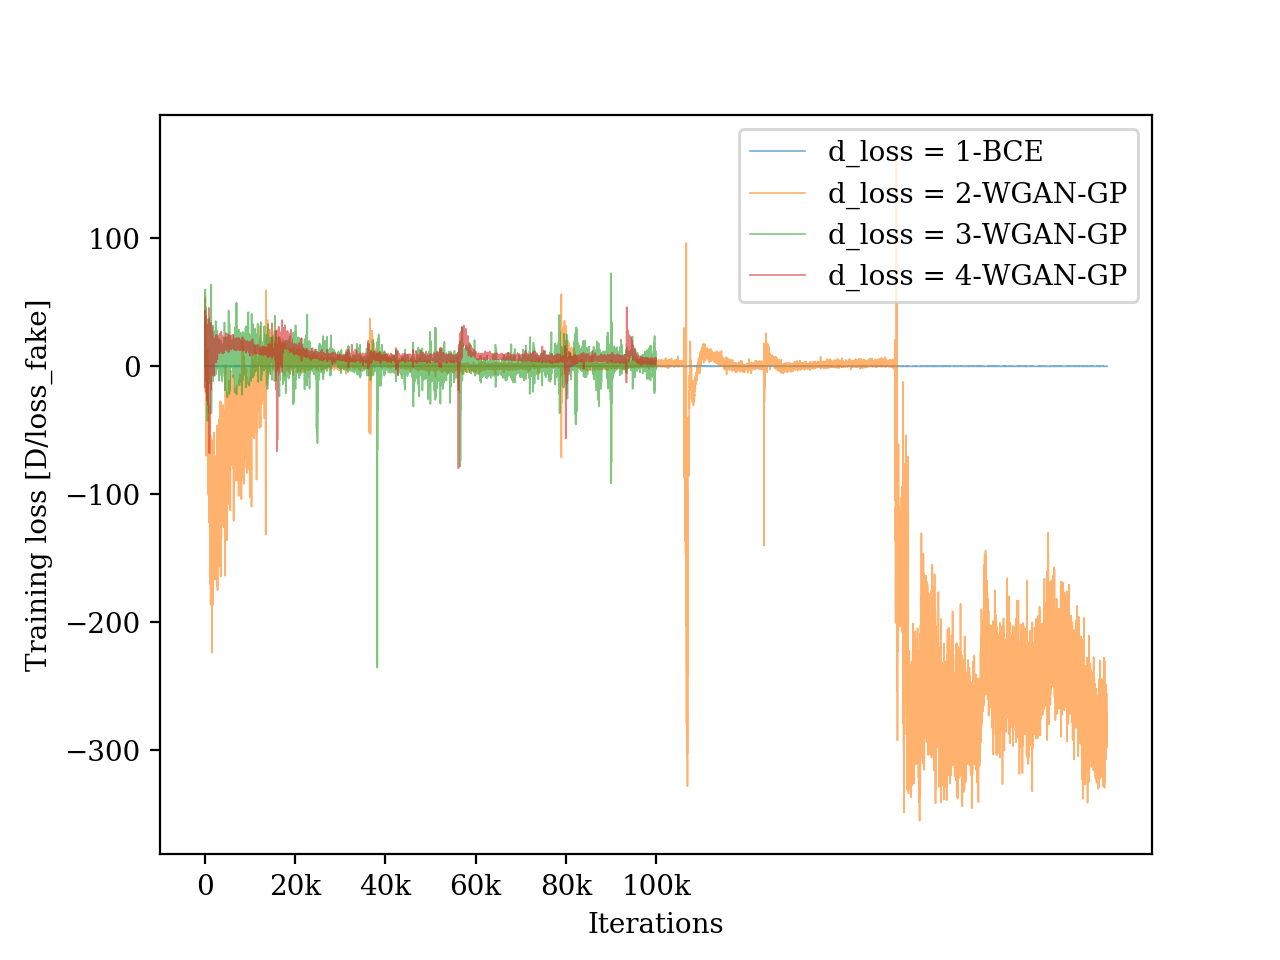 d_loss = 1-BCE
d_loss = 2-WGAN-GP
d_loss = 3-WGAN-GP
d_loss = 4-WGAN-GP
Training loss [D/loss_fake]
100
0
−100
−200
−300
0 20k 40k 60k 80k 100k
Iterations